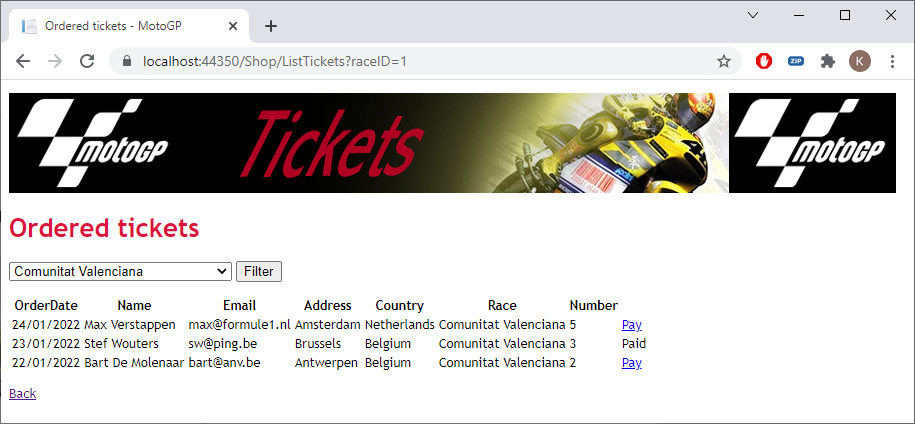 Ordered tickets - MotoGP
localhost:44350/Shop/ListTickets?raceID=1
ZIP
K
MotoGP Tickets MotoGP
Ordered tickets
Comunitat Valenciana Filter
OrderDate Name Email Address Country Race Number
24/01/2022 Max Verstappen max@formule1.nl Amsterdam Netherlands Comunitat Valenciana 5 Pay
23/01/2022 Stef Wouters sw@ping.be Brussels Belgium Comunitat Valenciana 3 Paid
22/01/2022 Bart De Molenaar bart@anv.be Antwerpen Belgium Comunitat Valenciana 2 Pay
Back